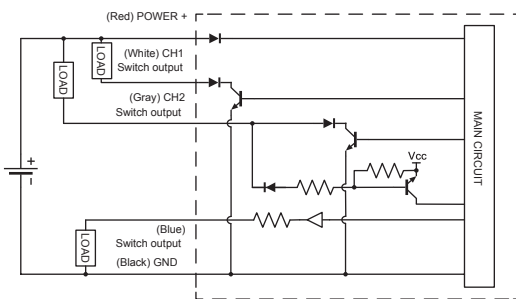 (Red) POWER +
LOAD
LOAD
(White) CH1
Switch output
(Gray) CH2
Switch output
MAIN CIRCUIT
Vcc
+
-
LOAD
(Blue)
Switch output
(Black) GND